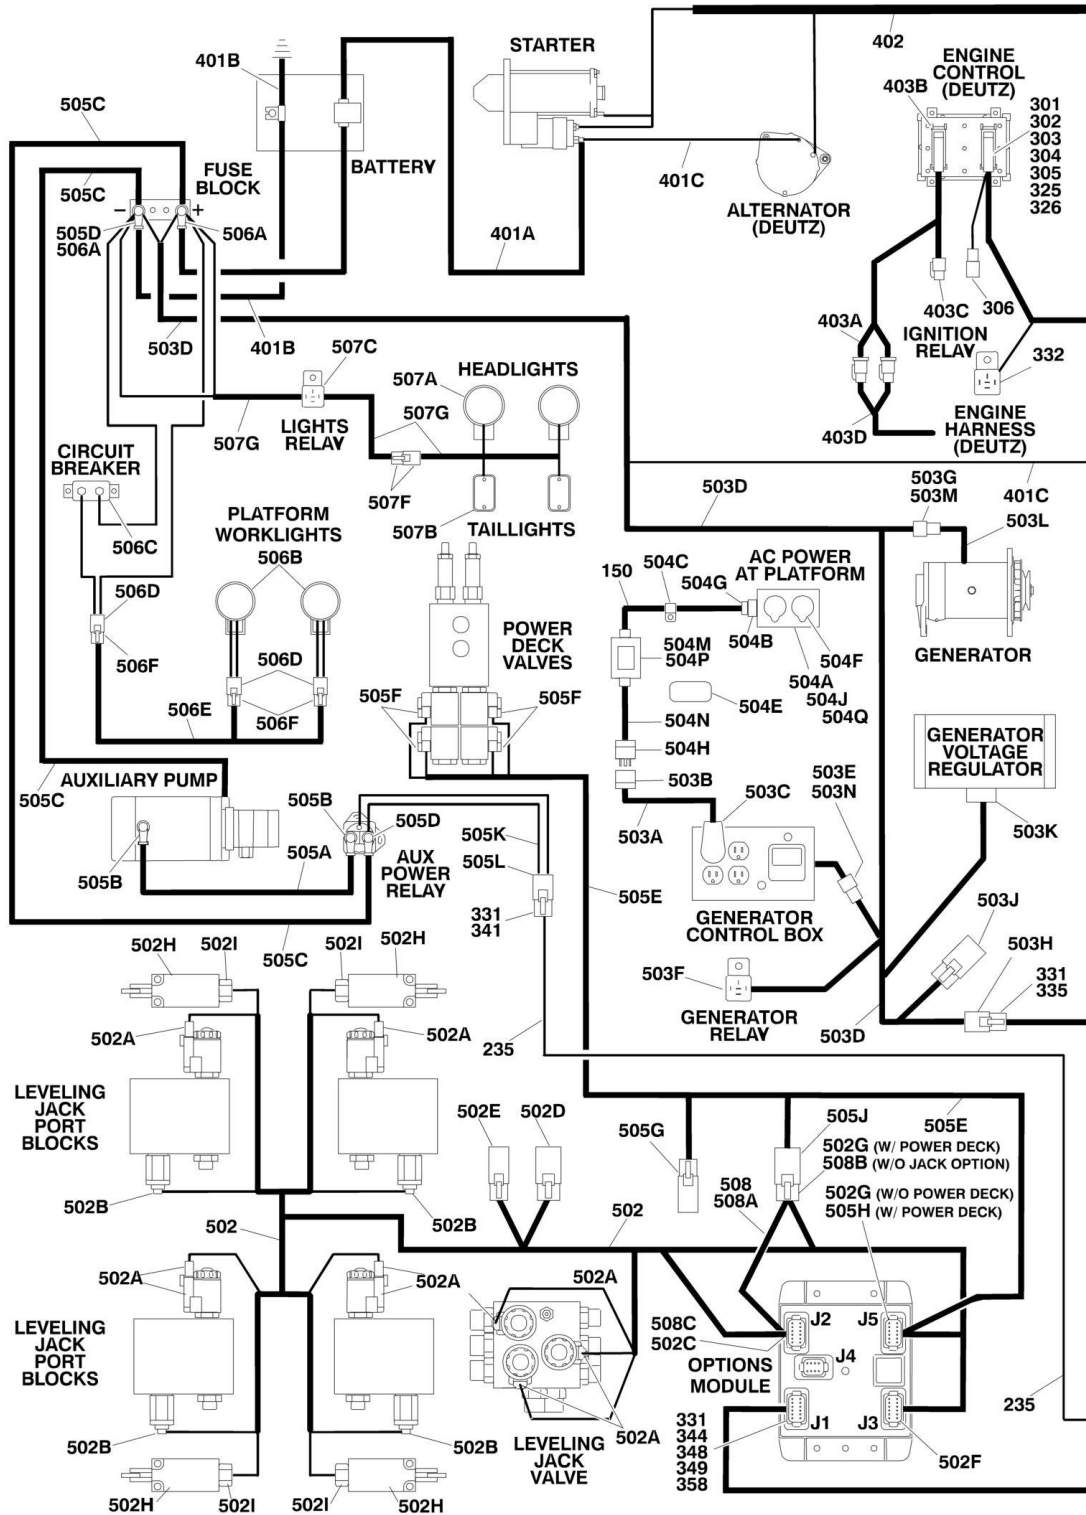 402
STARTER
ENGINE
CONTROL
(DEUTZ)
401B
403B
301
302
303
304
305
325
326
505C
BATTERY
FUSE
BLOCK
505C
401C
ALTERNATOR
(DEUTZ)
- +
505D
506A
506A
401A
403C
306
403A
IGNITION
RELAY
332
503D
401B
507C
507A
HEADLIGHTS
507G
LIGHTS
RELAY
507G
403D
ENGINE
HARNESS
(DEUTZ)
CIRCUIT
BREAKER
507F
503D
503G
503M
401C
503L
507B
TAILLIGHTS
506C
PLATFORM
WORKLIGHTS
506B
504C
AC POWER
AT PLATFORM
150
504G
506D
504B
504F
504A
504J
504Q
GENERATOR
POWER
DECK
VALVES
504M
504P
506F
506D
505F
505F
504E
506E
506F
504N
504H
GENERATOR
VOLTAGE
REGULATOR
AUXILIARY PUMP
505C
503B
503C
503E
503N
505B
505D
505K
503A
503K
505B
505A
AUX
POWER
RELAY
505L
331
341
505E
GENERATOR
CONTROL BOX
503J
505C
503H
502H
502I
502I
502H
503F
331
335
GENERATOR
RELAY
503D
502A
502A
235
LEVELING
JACK
PORT
BLOCKS
502E
502D
505G
505J
505E
502G (W/ POWER DECK)
508B (W/O JACK OPTION)
502G (W/O POWER DECK)
505H (W/ POWER DECK)
508
508A
502B
502B
502
502
502A
502A
502A
LEVELING
JACK
PORT
BLOCKS
508C
502C
J2
J5
J4
OPTIONS
MODULE
235
J1
J3
331
344
348
349
358
502B
502B
502A
LEVELING
JACK
VALVE
502F
502H
502I
502I
502H